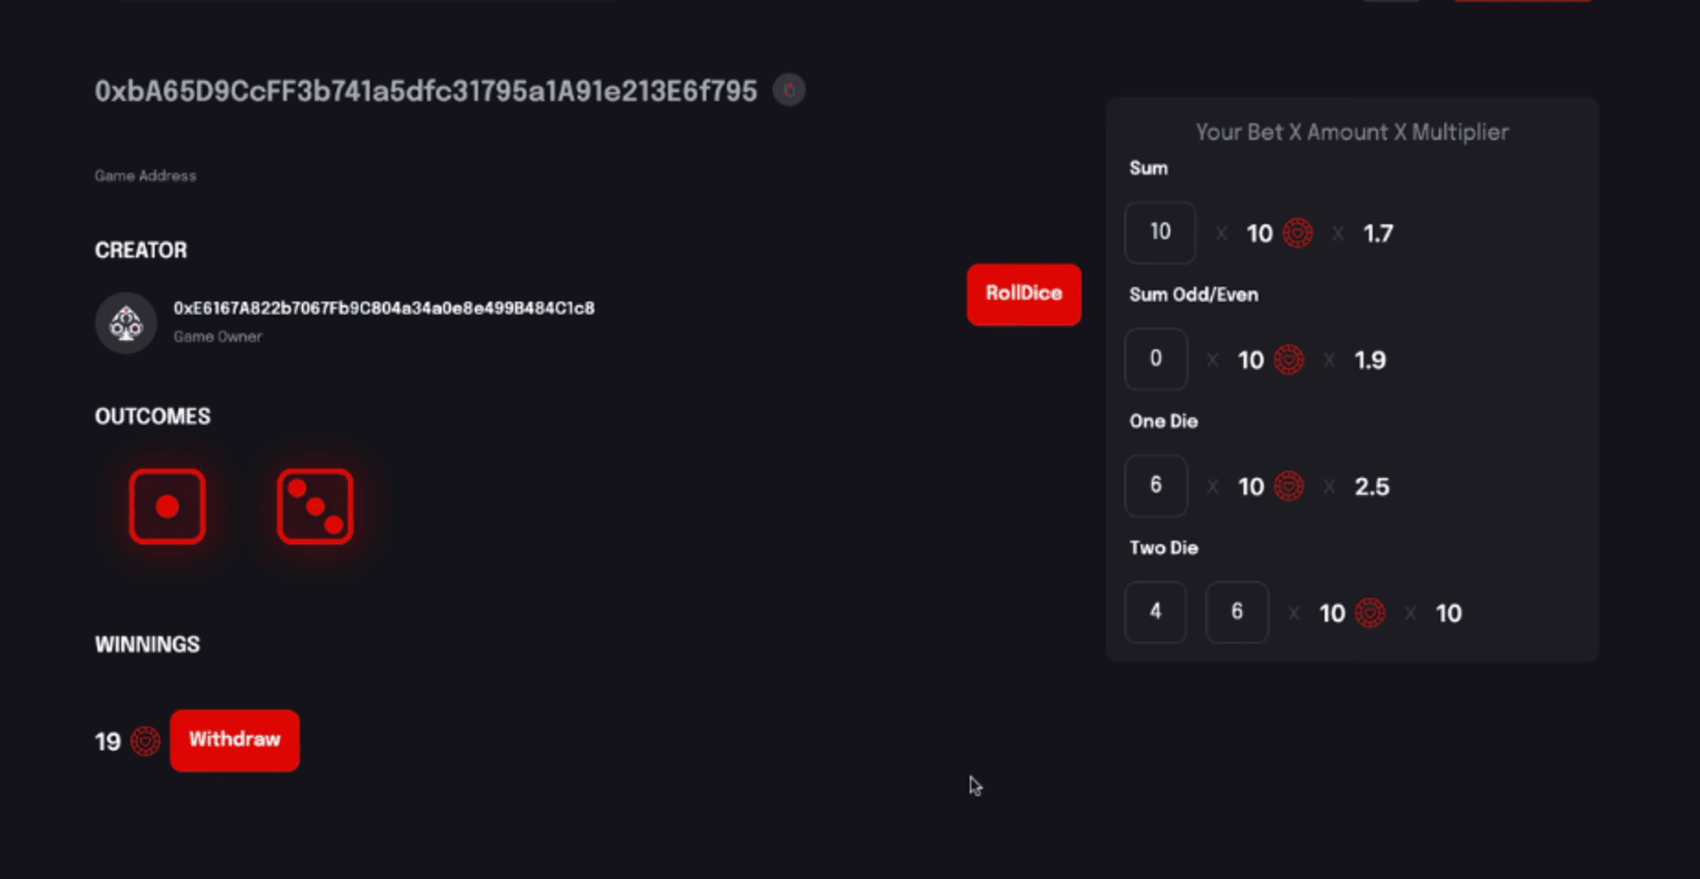 0xbA65D9CcFF3b741a5dfc31795a1A91e213E6f795
Game Address
CREATOR
0xE6167A822b7067Fb9C804a34a0e8e499B484C1c8
Game Owner
OUTCOMES
WINNINGS
19 Withdraw
RollDice
Your Bet X Amount X Multiplier
Sum
10 X 10 X 1.7
Sum Odd/Even
0 X 10 X 1.9
One Die
6 X 10 X 2.5
Two Die
4 6 X 10 X 10